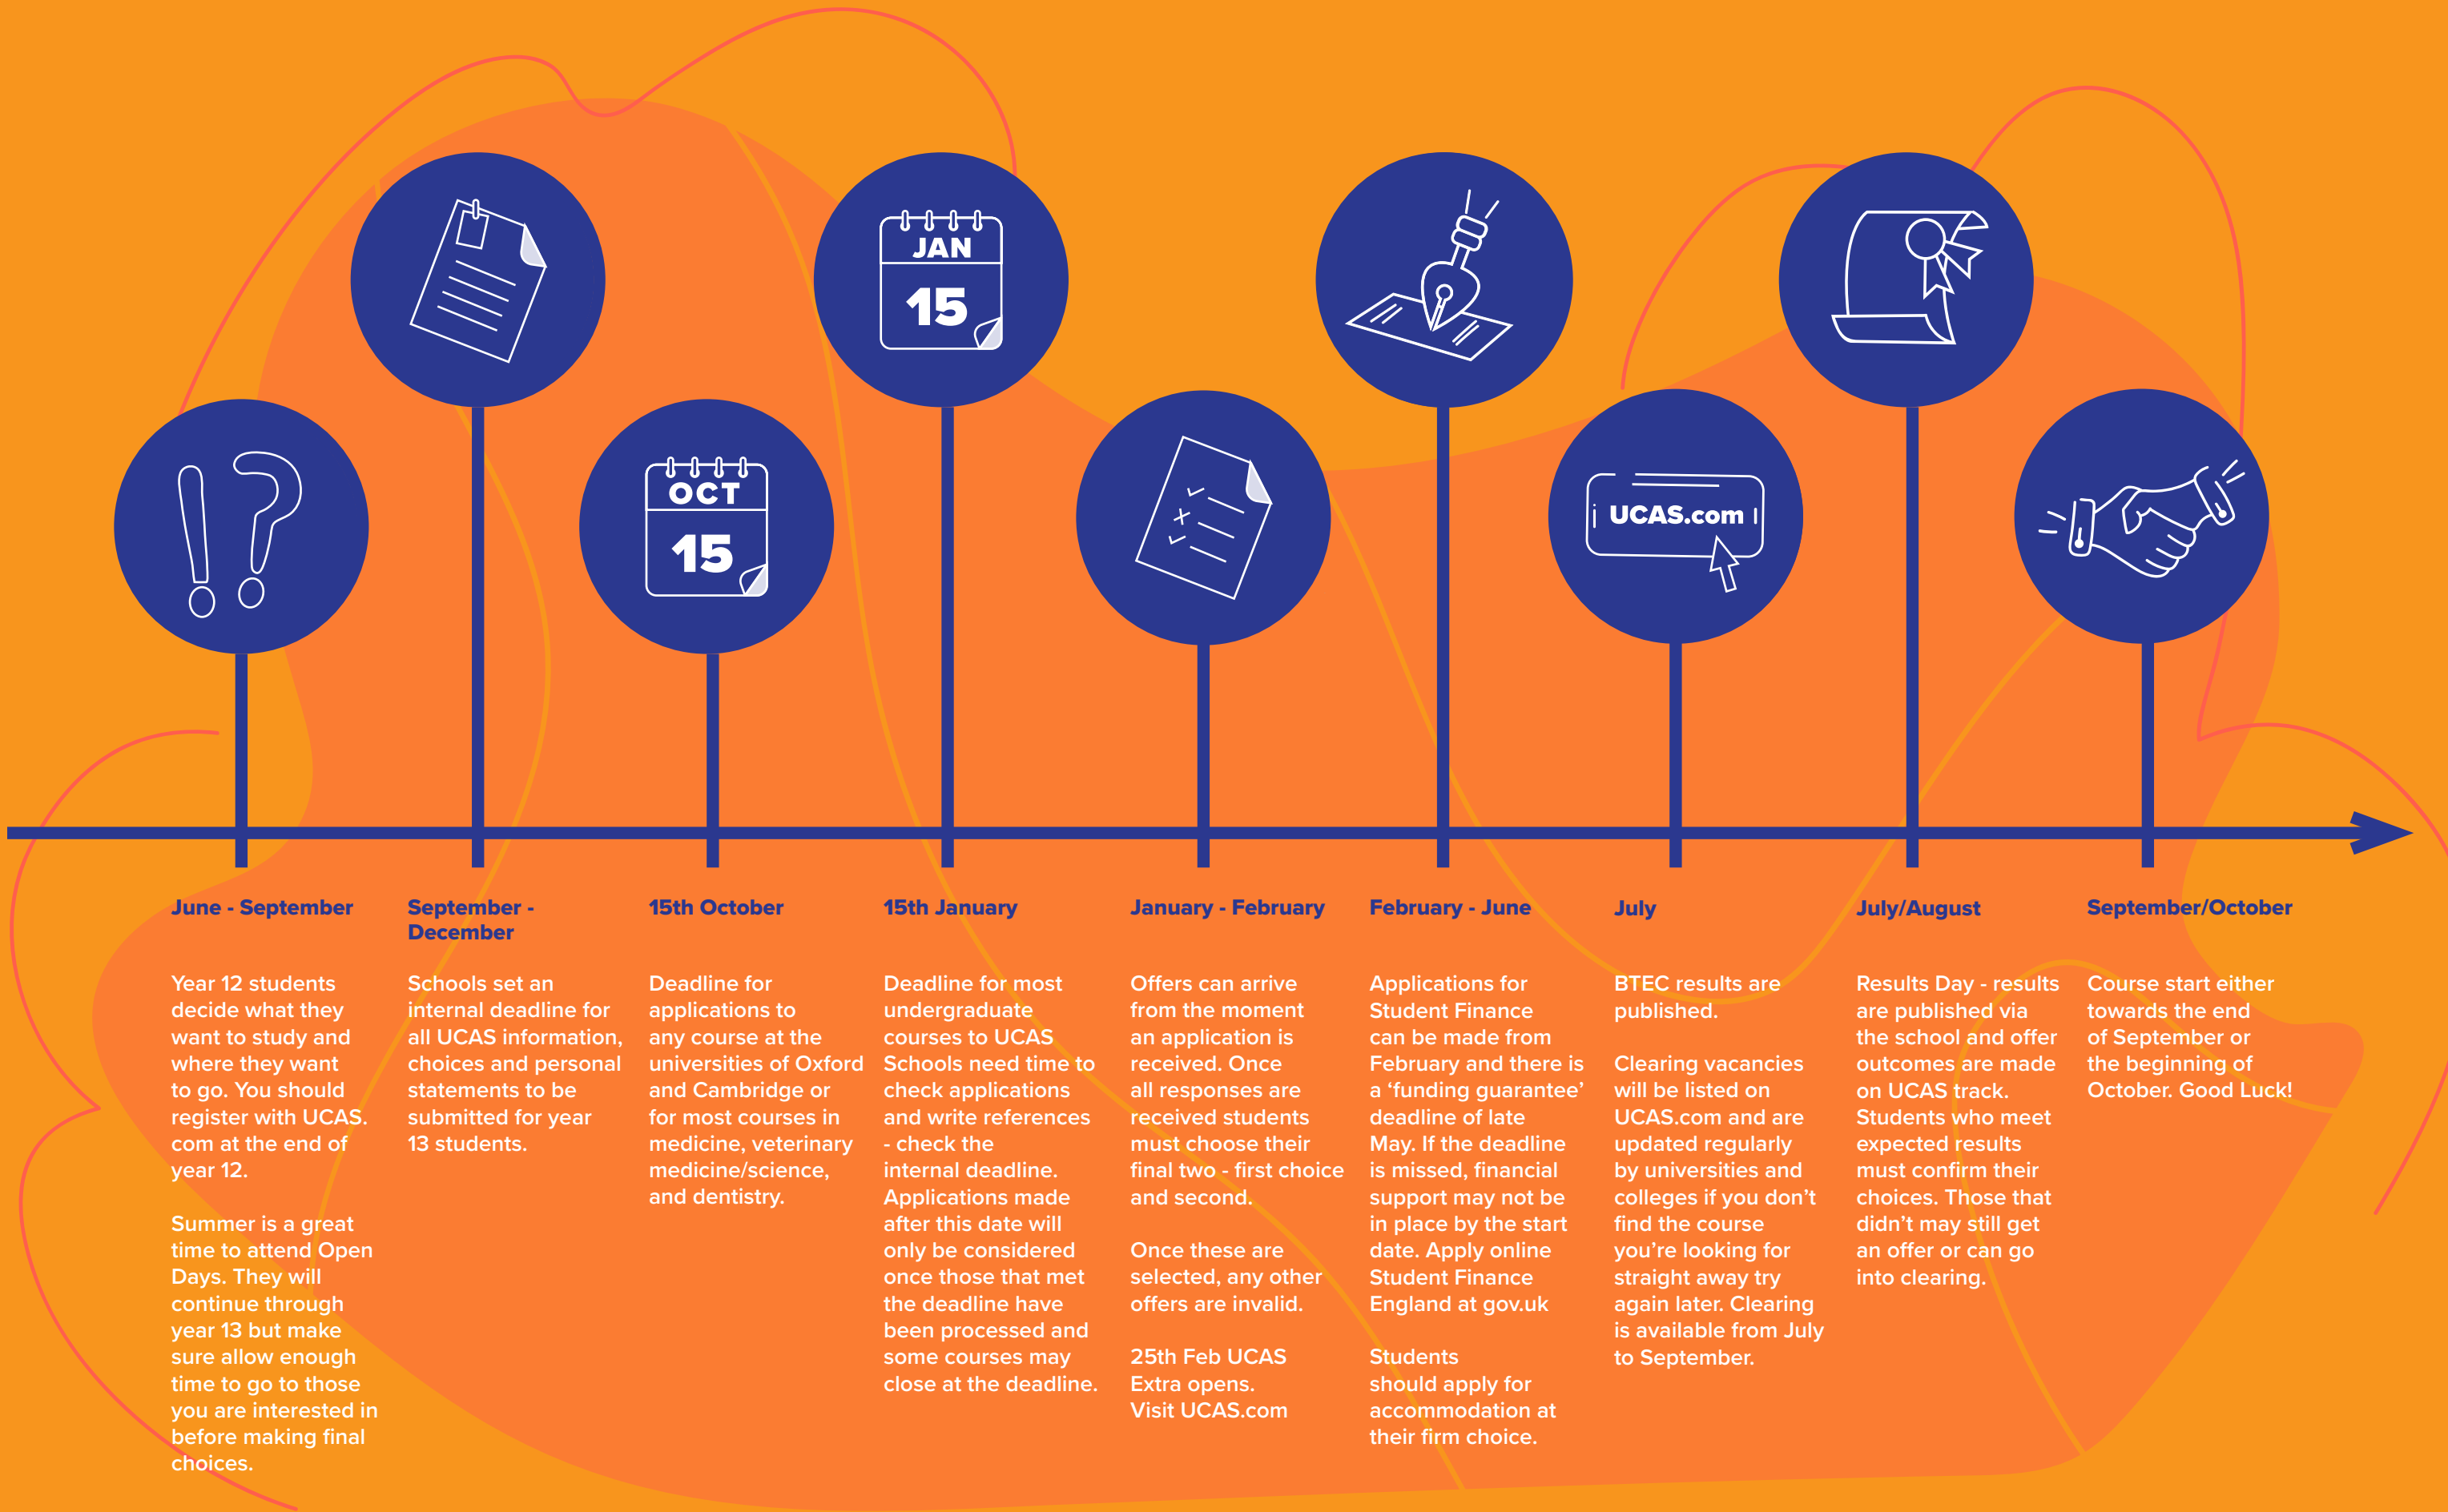 JAN
15
OCT
15
UCAS.com
June - September
Year 12 students
decide what they
want to study and
where they want
to go. You should
register with UCAS.
com at the end of
year 12.
Summer is a great
time to attend Open
Days. They will
continue through
year 13 but make
sure allow enough
time to go to those
you are interested in
before making final
choices.
September -
December
Schools set an
internal deadline for
all UCAS information,
choices and personal
statements to be
submitted for year
13 students.
15th October
Deadline for
applications to
any course at the
universities of Oxford
and Cambridge or
for most courses in
medicine, veterinary
medicine/science,
and dentistry.
15th January
Deadline for most
undergraduate
courses to UCAS
Schools need time to
check applications
and write references
- check the
internal deadline.
Applications made
after this date will
only be considered
once those that met
the deadline have
been processed and
some courses may
close at the deadline.
January - February
Offers can arrive
from the moment
an application is
received. Once
all responses are
received students
must choose their
final two - first choice
and second.
Once these are
selected, any other
offers are invalid.
25th Feb UCAS
Extra opens.
Visit UCAS.com
February - June
Applications for
Student Finance
can be made from
February and there is
a ‘funding guarantee’
deadline of late
May. If the deadline
is missed, financial
support may not be
in place by the start
date. Apply online
Student Finance
England at gov.uk
Students
should apply for
accommodation at
their firm choice.
July
BTEC results are
published.
Clearing vacancies
will be listed on
UCAS.com and are
updated regularly
by universities and
colleges if you don’t
find the course
you’re looking for
straight away try
again later. Clearing
is available from July
to September.
July/August
Results Day - results
are published via
the school and offer
outcomes are made
on UCAS track.
Students who meet
expected results
must confirm their
choices. Those that
didn’t may still get
an offer or can go
into clearing.
September/October
Course start either
towards the end
of September or
the beginning of
October. Good Luck!